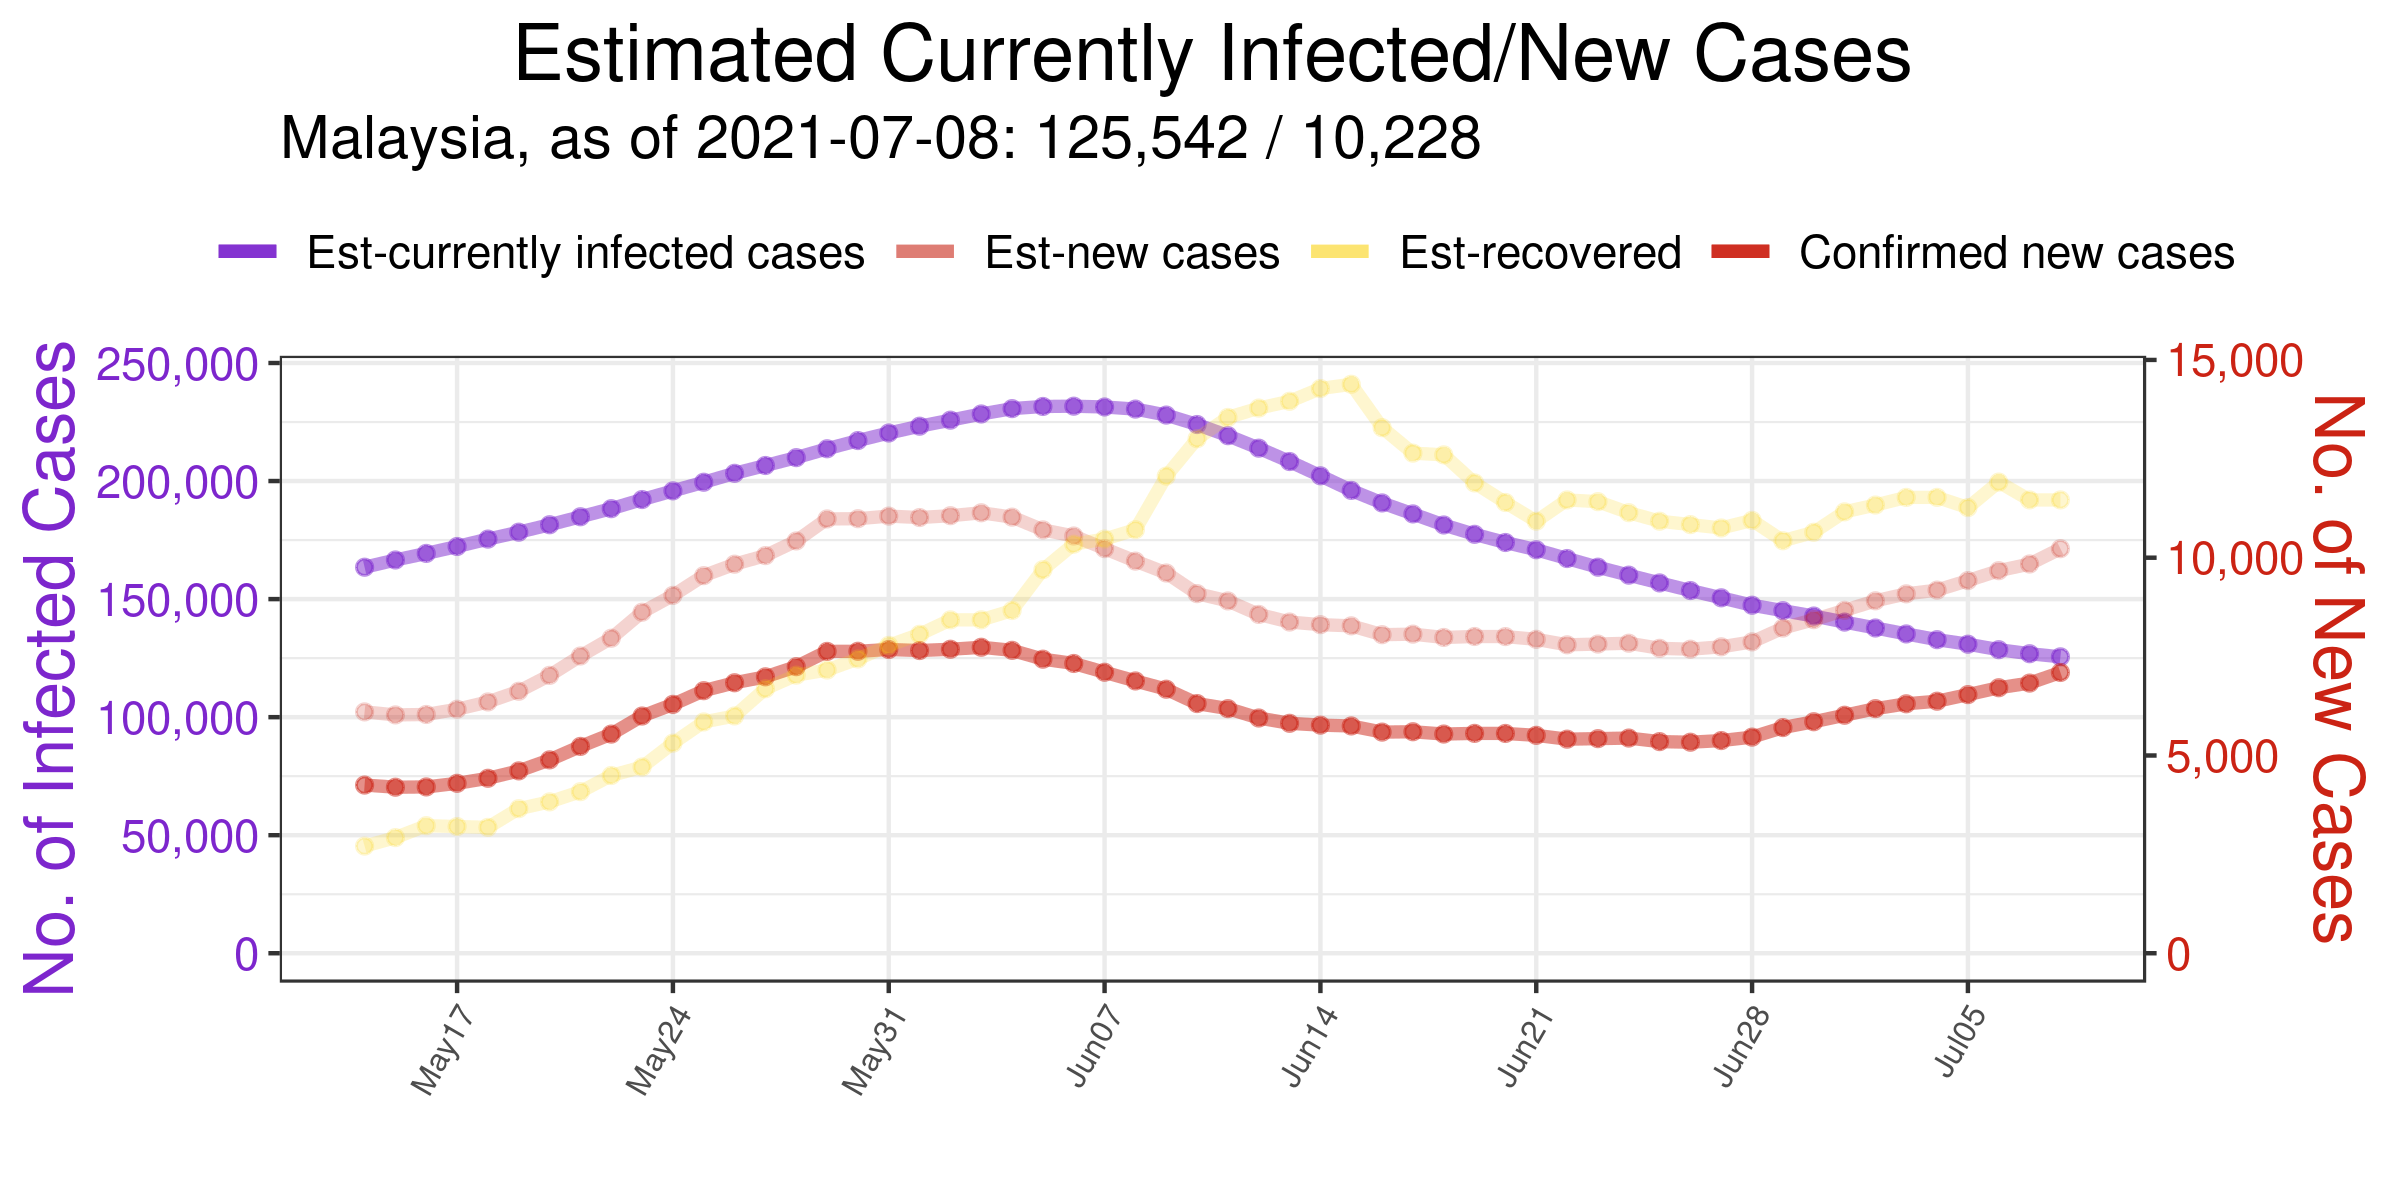 Estimated Currently Infected/New Cases
Malaysia, as of 2021-07-08: 125,542 / 10,228
Est-currently infected cases Est-new cases Est-recovered Confirmed new cases
No. of Infected Cases
250,000
200,000
150,000
100,000
50,000
0
15,000
10,000
5,000
0
No. of New Cases
May17 May24 May31 Jun07 Jun14 Jun21 Jun28 Jul05